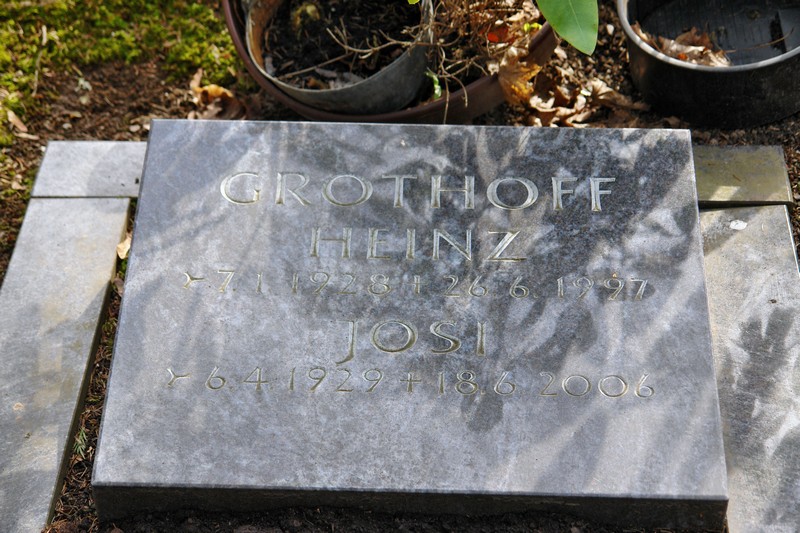 GROTHOFF
HEINZ
⚲ 7. 1. 1928 + 26. 6. 1997
JOSI
⚲ 6. 4. 1929 + 18. 6. 2006